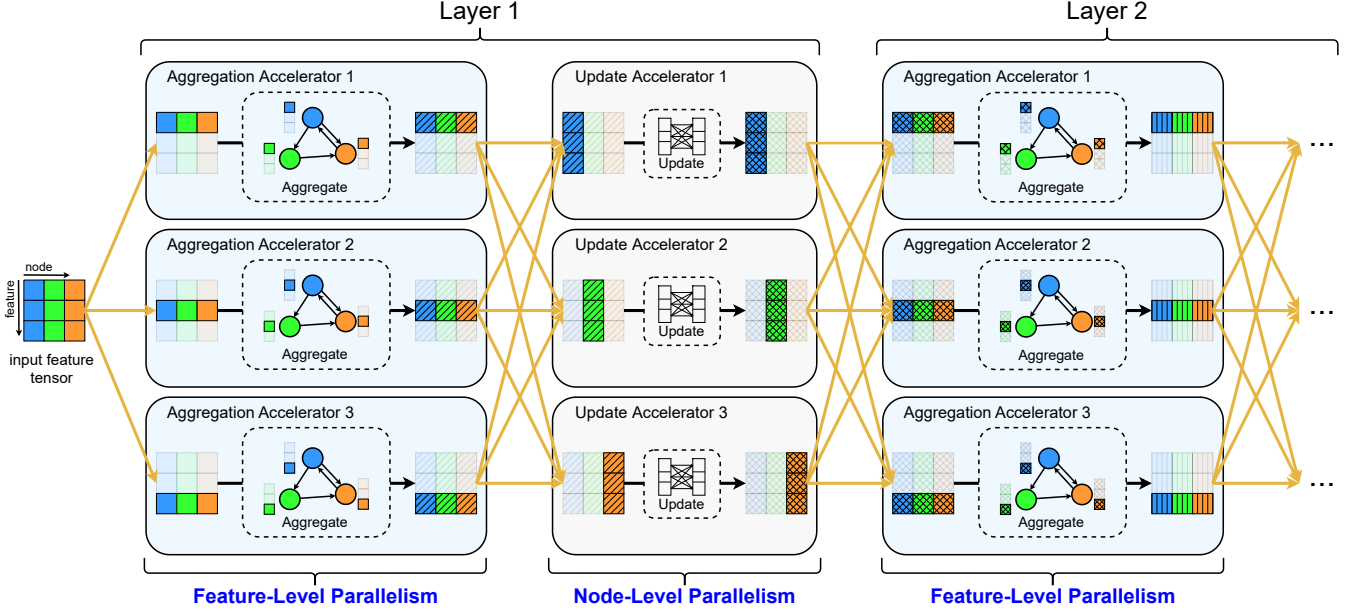 Layer 1
Layer 2
Aggregation Accelerator 1
Aggregate
Update Accelerator 1
Update
Aggregation Accelerator 1
Aggregate
...
Aggregation Accelerator 2
Aggregate
Update Accelerator 2
Update
Aggregation Accelerator 2
Aggregate
...
node
feature
input feature
tensor
Aggregation Accelerator 3
Aggregate
Update Accelerator 3
Update
Aggregation Accelerator 3
Aggregate
...
Feature-Level Parallelism
Node-Level Parallelism
Feature-Level Parallelism